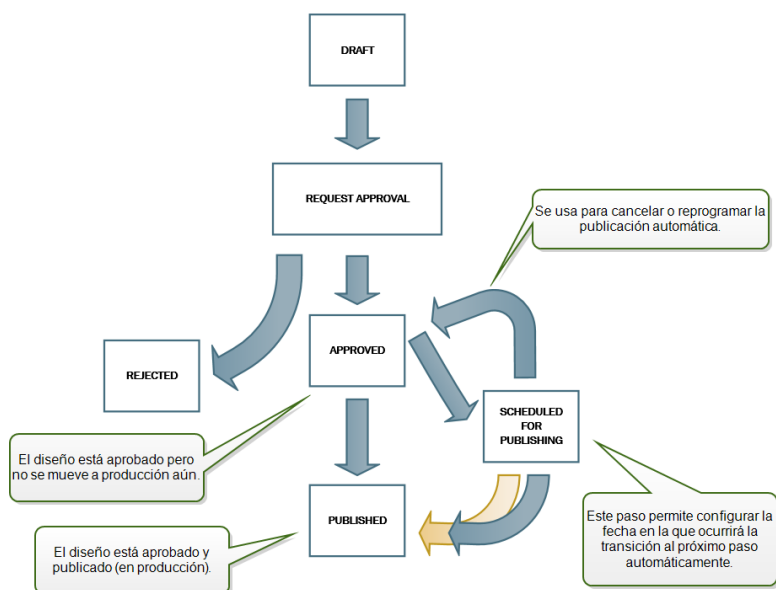 DRAFT
REQUEST APPROVAL
Se usa para cancelar o reprogramar la
publicación automática.
APPROVED
REJECTED
SCHEDULED
FOR
PUBLISHING
El diseño está aprobado pero
no se mueve a producción aún.
PUBLISHED
Este paso permite configurar la
fecha en la que ocurrirá la
transición al próximo paso
automáticamente.
El diseño está aprobado y
publicado (en producción).